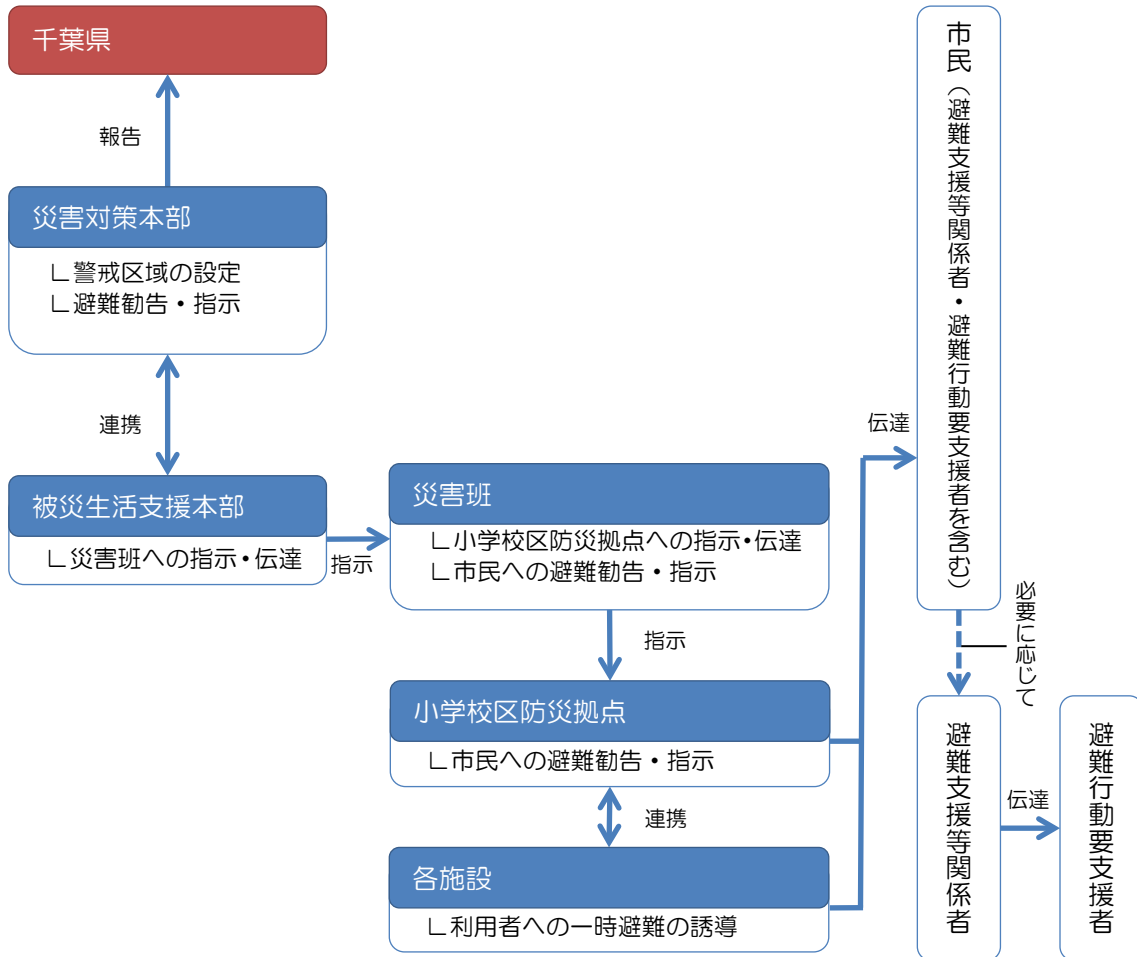 千葉県
報告
災害対策本部
∟警戒区域の設定
∟避難勧告・指示
連携
被災生活支援本部
∟災害班への指示・伝達
指示
災害班
∟小学校区防災拠点への指示・伝達
∟市民への避難勧告・指示
指示
小学校区防災拠点
∟市民への避難勧告・指示
連携
各施設
∟利用者への一時避難の誘導
伝達
市民（避難支援等関係者・避難行動要支援者を含む）
必要に応じて
避難支援等関係者
伝達
避難行動要支援者